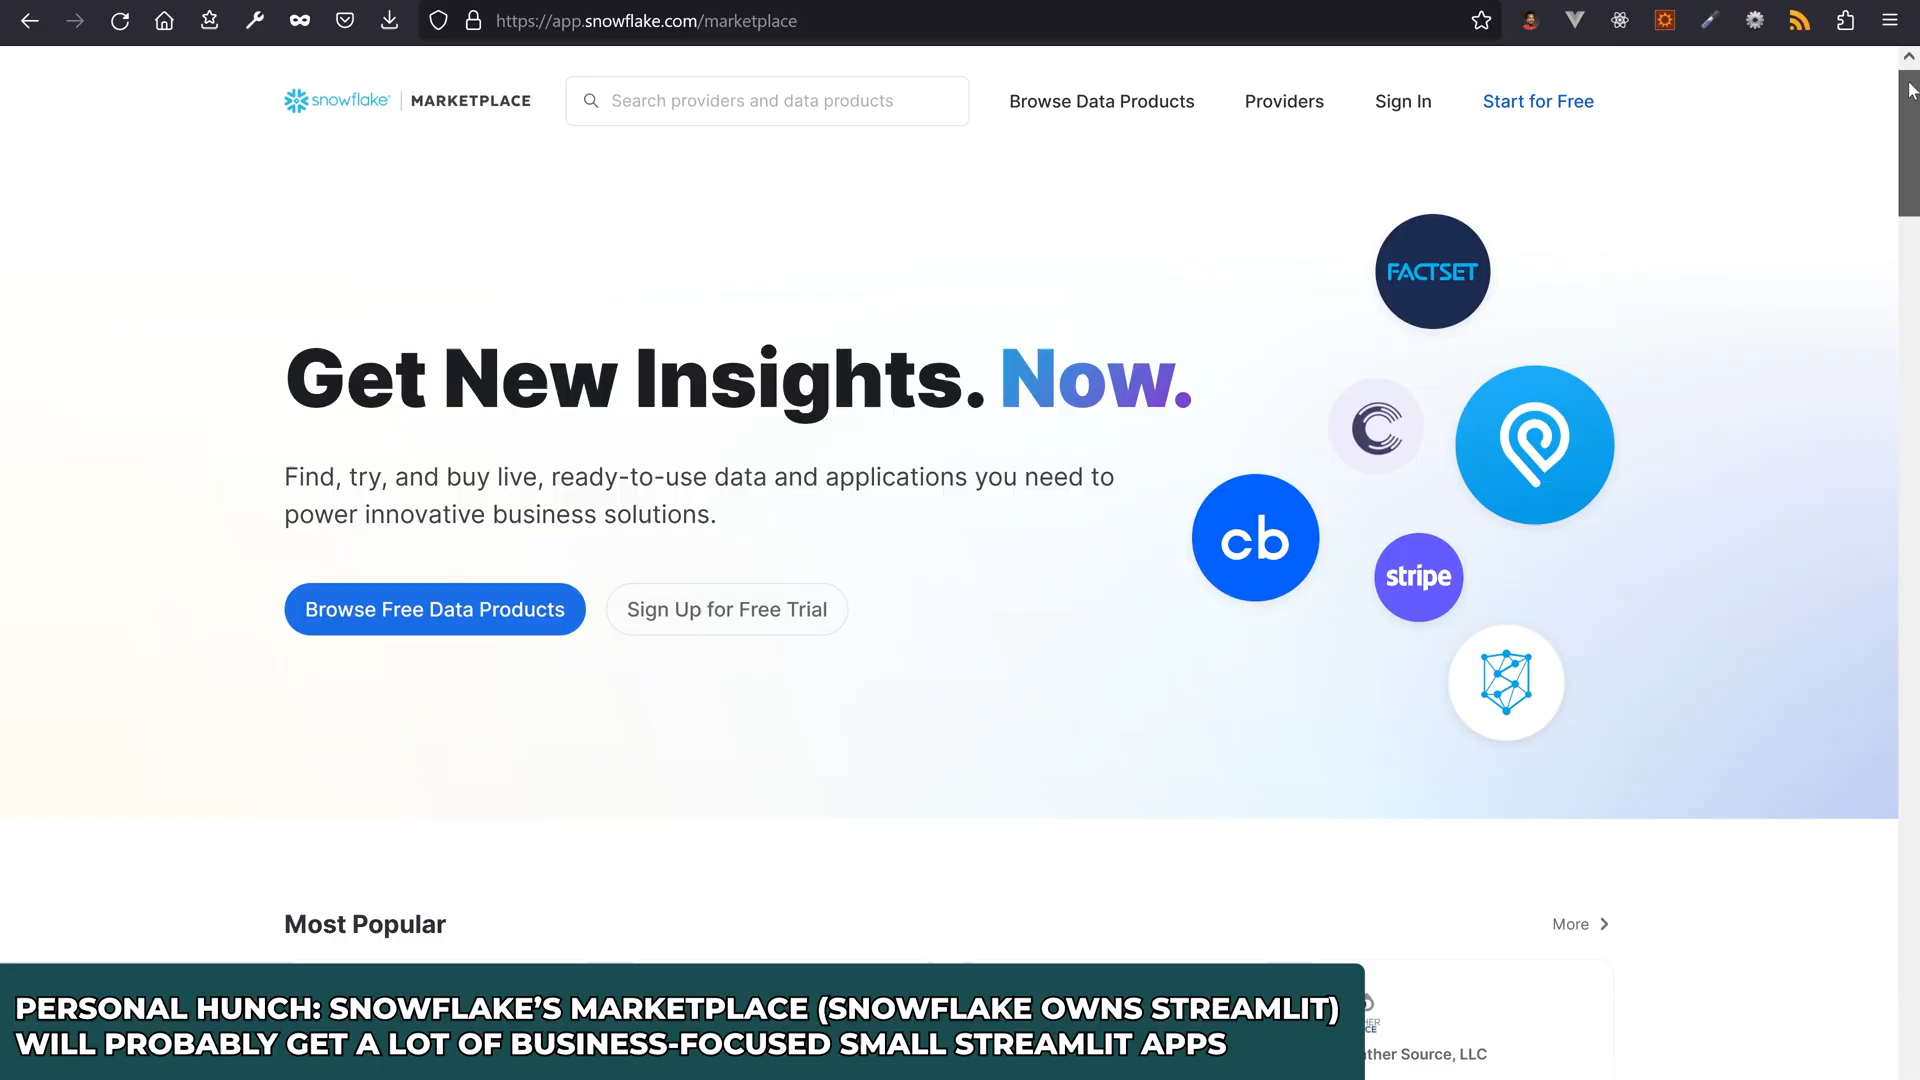 https://app.snowflake.com/marketplace
snowflake MARKETPLACE
Search providers and data products
Browse Data Products
Providers
Sign In
Start for Free
FACTSET
Get New Insights. Now.
Find, try, and buy live, ready-to-use data and applications you need to
power innovative business solutions.
cb
stripe
Browse Free Data Products
Sign Up for Free Trial
Most Popular
More
PERSONAL HUNCH: SNOWFLAKE’S MARKETPLACE (SNOWFLAKE OWNS STREAMLIT)
WILL PROBABLY GET A LOT OF BUSINESS-FOCUSED SMALL STREAMLIT APPS
ther Source, LLC